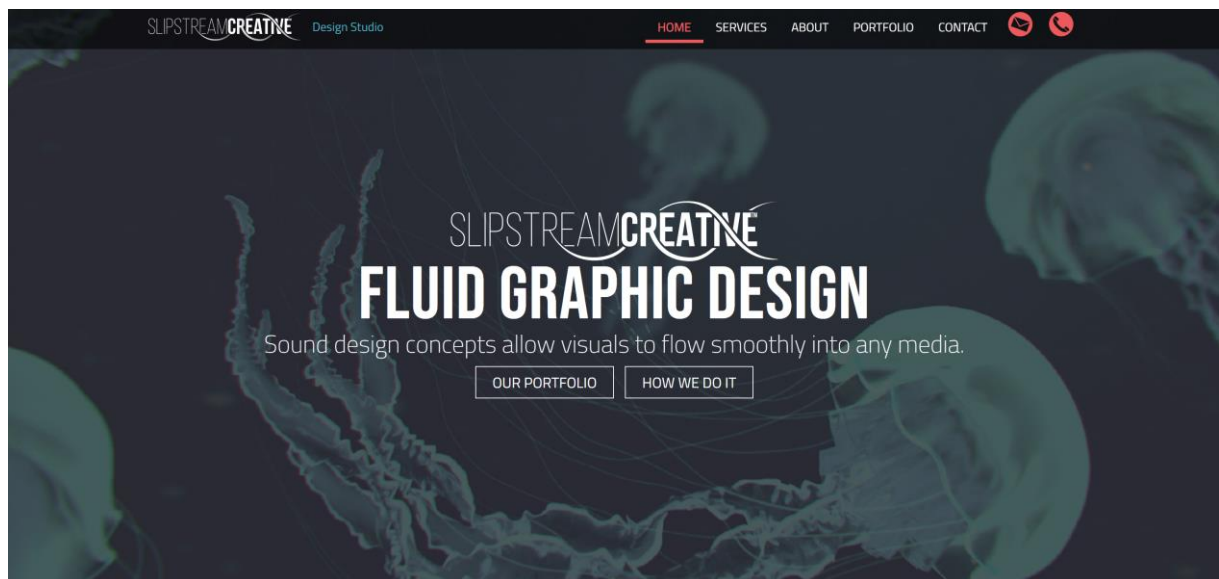 SLIPSTREAMCREATIVE Design Studio HOME SERVICES ABOUT PORTFOLIO CONTACT
SLIPSTREAMCREATIVE
FLUID GRAPHIC DESIGN
Sound design concepts allow visuals to flow smoothly into any media.
OUR PORTFOLIO HOW WE DO IT